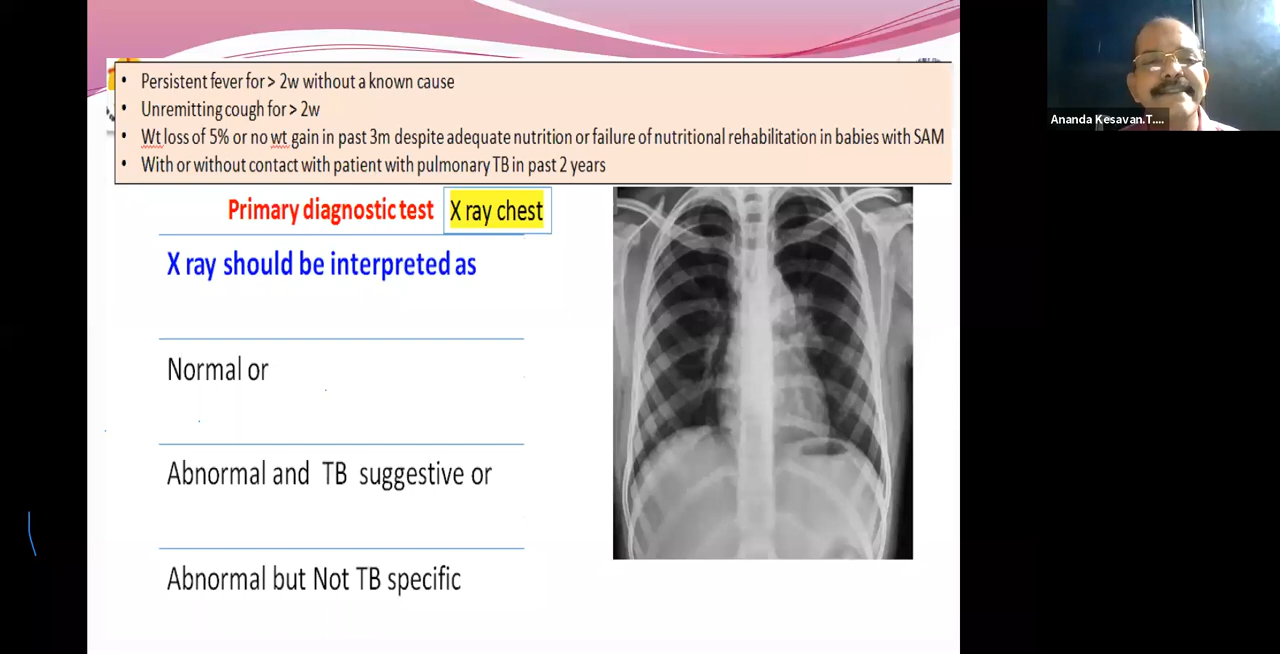 Persistent fever for > 2w without a known cause
Unremitting cough for > 2w
Wt loss of 5% or no wt gain in past 3m despite adequate nutrition or failure of nutritional rehabilitation in babies with SAM
With or without contact with patient with pulmonary TB in past 2 years
Ananda Kesavan.T....
Primary diagnostic test X ray chest
X ray should be interpreted as
Normal or
Abnormal and TB suggestive or
Abnormal but Not TB specific